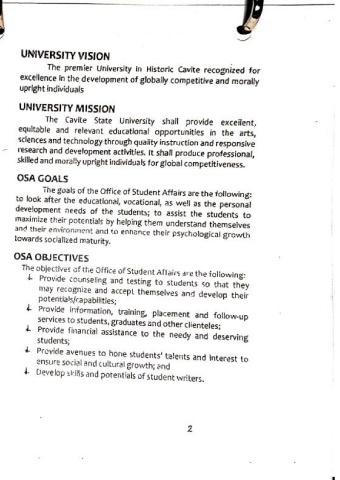 UNIVERSITY VISION
The premier University in Historic Cavite recognized for
excellence in the development of globally competitive and morally
upright individuals
UNIVERSITY MISSION
The Cavite State University shall provide excellent,
equitable and relevant educational opportunities in the arts,
sciences and technology through quality instruction and responsive
research and development activities. It shall produce professional,
skilled and morally upright individuals for global competitiveness.
OSA GOALS
The goals of the Office of Student Affairs are the following:
to look after the educational, vocational, as well as the personal
development needs of the students; to assist the students to
maximize their potentials by helping them understand themselves
and their environment and to enhance their psychological growth
towards socialized maturity.
OSA OBJECTIVES
The objectives of the Office of Student Affairs are the following:
Provide counseling and testing to students so that they
may recognize and accept themselves and develop their
potentials/capabilities;
Provide information, training, placement and follow-up
services to students, graduates and other clienteles;
Provide financial assistance to the needy and deserving
students;
Provide avenues to hone students' talents and interest to
ensure social and cultural growth; and
Develop skills and potentials of student writers.
2